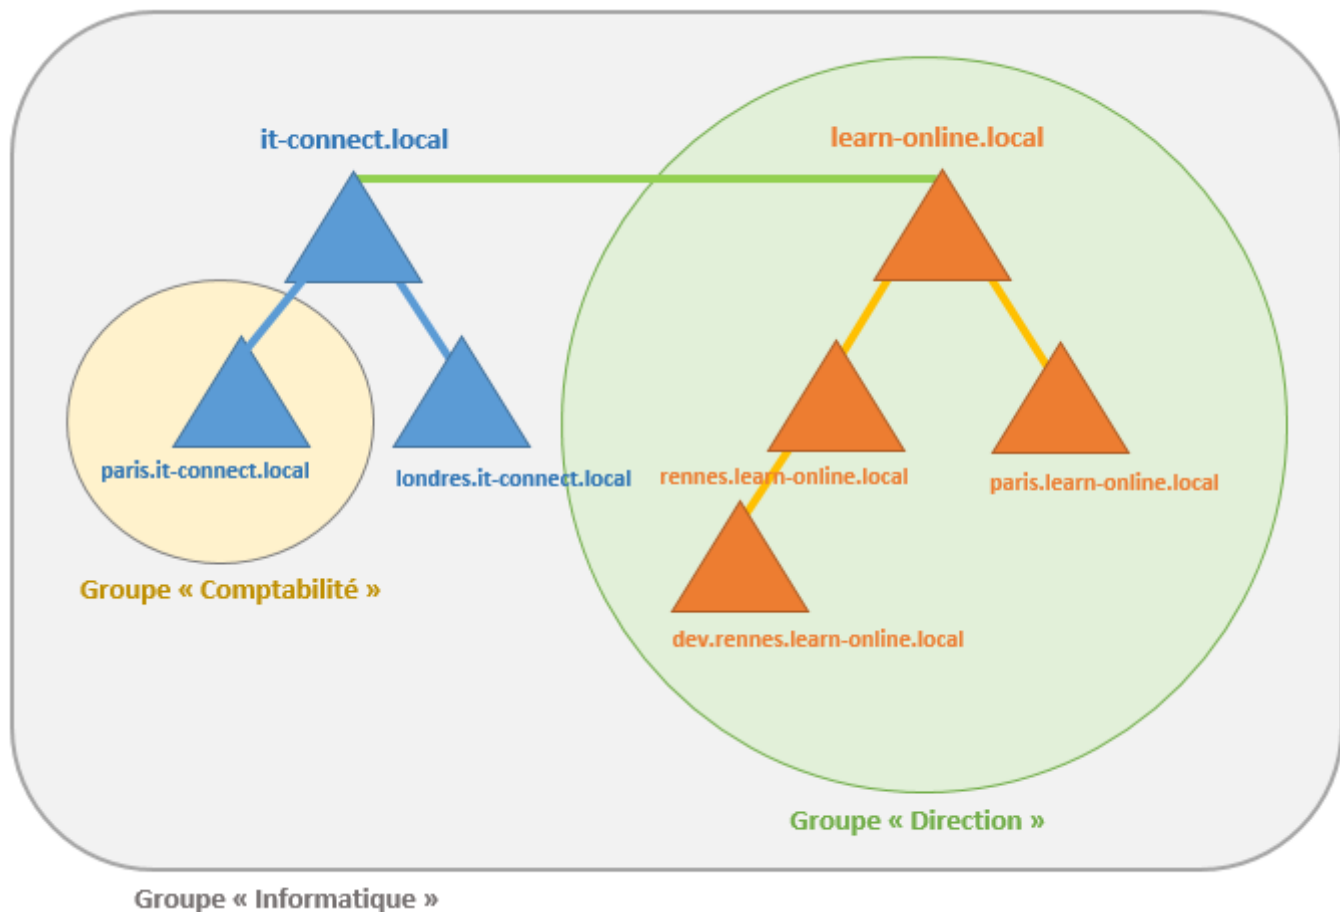 it-connect.local
learn-online.local
paris.it-connect.local
londres.it-connect.local
rennes.learn-online.local
paris.learn-online.local
Groupe « Comptabilité »
dev.rennes.learn-online.local
Groupe « Direction »
Groupe « Informatique »